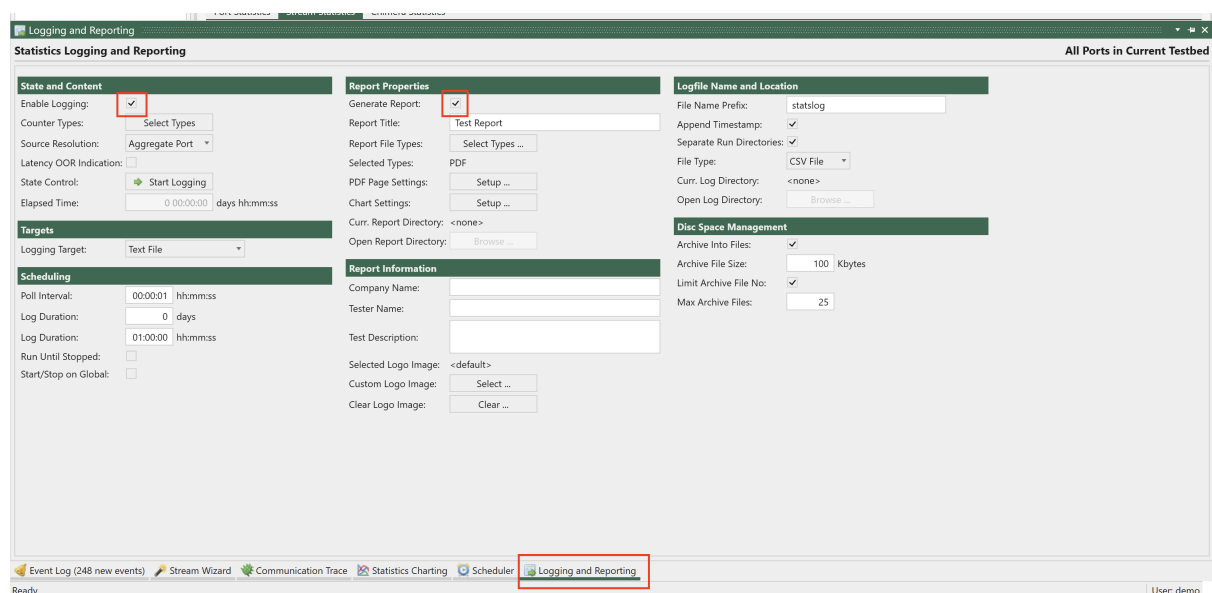 Port Statistics Stream Statistics Chimera Statistics
Logging and Reporting
Statistics Logging and Reporting
All Ports in Current Testbed
State and Content
Enable Logging:
Counter Types: Select Types
Source Resolution: Aggregate Port
Latency OOR Indication:
State Control: Start Logging
Elapsed Time: 0 00:00:00 days hh:mm:ss
Targets
Logging Target: Text File
Scheduling
Poll Interval: 00:00:01 hh:mm:ss
Log Duration: 0 days
Log Duration: 01:00:00 hh:mm:ss
Run Until Stopped:
Start/Stop on Global:
Report Properties
Generate Report:
Report Title: Test Report
Report File Types: Select Types ...
Selected Types: PDF
PDF Page Settings: Setup ...
Chart Settings: Setup ...
Curr. Report Directory: <none>
Open Report Directory: Browse ...
Report Information
Company Name:
Tester Name:
Test Description:
Selected Logo Image: <default>
Custom Logo Image: Select ...
Clear Logo Image: Clear ...
Logfile Name and Location
File Name Prefix: statslog
Append Timestamp:
Separate Run Directories:
File Type: CSV File
Curr. Log Directory: <none>
Open Log Directory: Browse ...
Disc Space Management
Archive Into Files:
Archive File Size: 100 Kbytes
Limit Archive File No:
Max Archive Files: 25
Event Log (248 new events) Stream Wizard Communication Trace Statistics Charting Scheduler Logging and Reporting
Ready User: demo